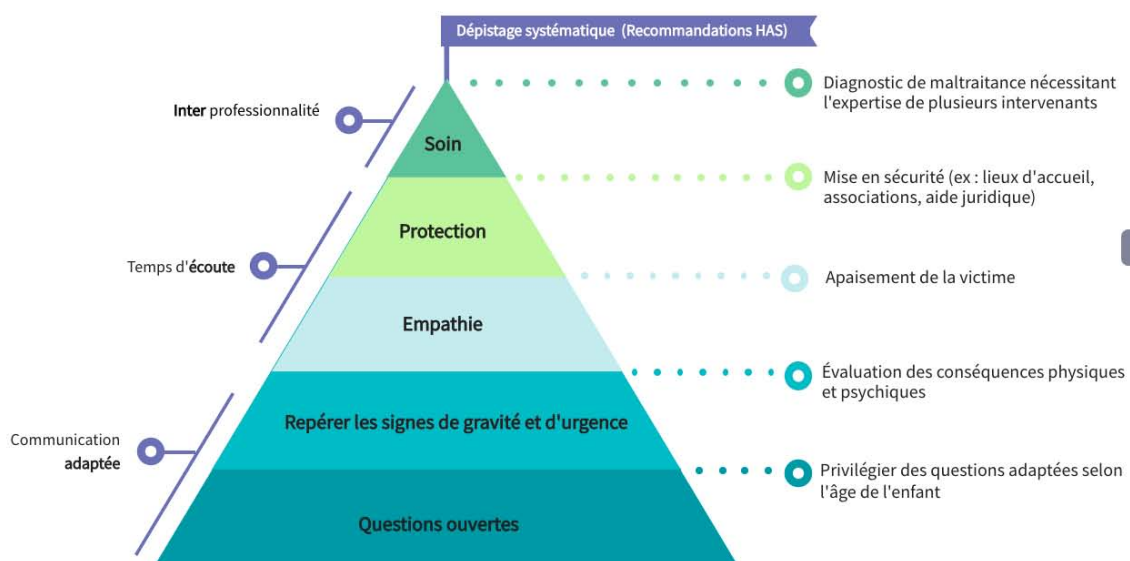 Dépistage systématique (Recommandations HAS)
Diagnostic de maltraitance nécessitant
l'expertise de plusieurs intervenants
Inter professionnalité
Soin
Mise en sécurité (ex : lieux d'accueil,
associations, aide juridique)
Protection
Temps d'écoute
Apaisement de la victime
Empathie
Évaluation des conséquences physiques
et psychiques
Repérer les signes de gravité et d'urgence
Communication
adaptée
Privilégier des questions adaptées selon
l'âge de l'enfant
Questions ouvertes